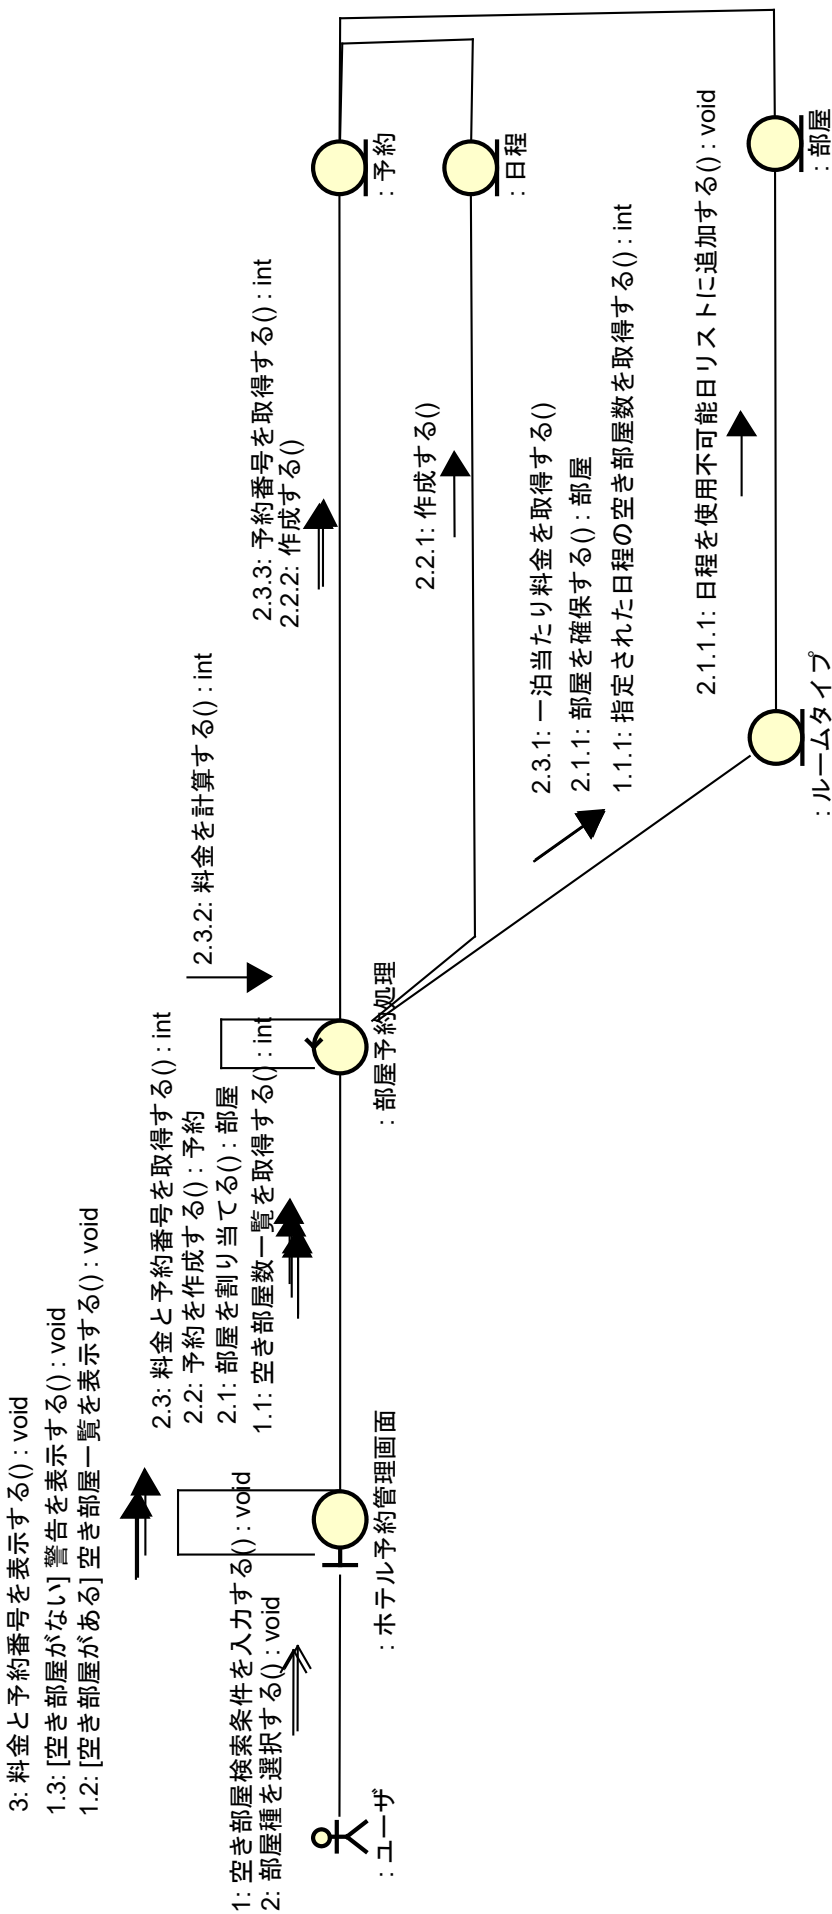 3: 料金と予約番号を表示する() : void
1.3: [空き部屋がない] 警告を表示する() : void
1.2: [空き部屋がある] 空き部屋一覧を表示する() : void
2.3: 料金と予約番号を取得する() : int
2.2: 予約を作成する() : 予約
2.1: 部屋を割り当てる() : 部屋
1.1: 空き部屋数一覧を取得する() : int
2.3.2: 料金を計算する() : int
1: 空き部屋検索条件を入力する() : void
2: 部屋種を選択する() : void
2.3.3: 予約番号を取得する() : int
2.2.2: 作成する()
: ユーザ
: ホテル予約管理画面
: 部屋予約処理
: 予約
2.2.1: 作成する()
: 日程
2.3.1: 一泊当たり料金を取得する()
2.1.1: 部屋を確保する() : 部屋
1.1.1: 指定された日程の空き部屋数を取得する() : int
2.1.1.1: 日程を使用不可能日リストに追加する() : void
: ルームタイプ
: 部屋